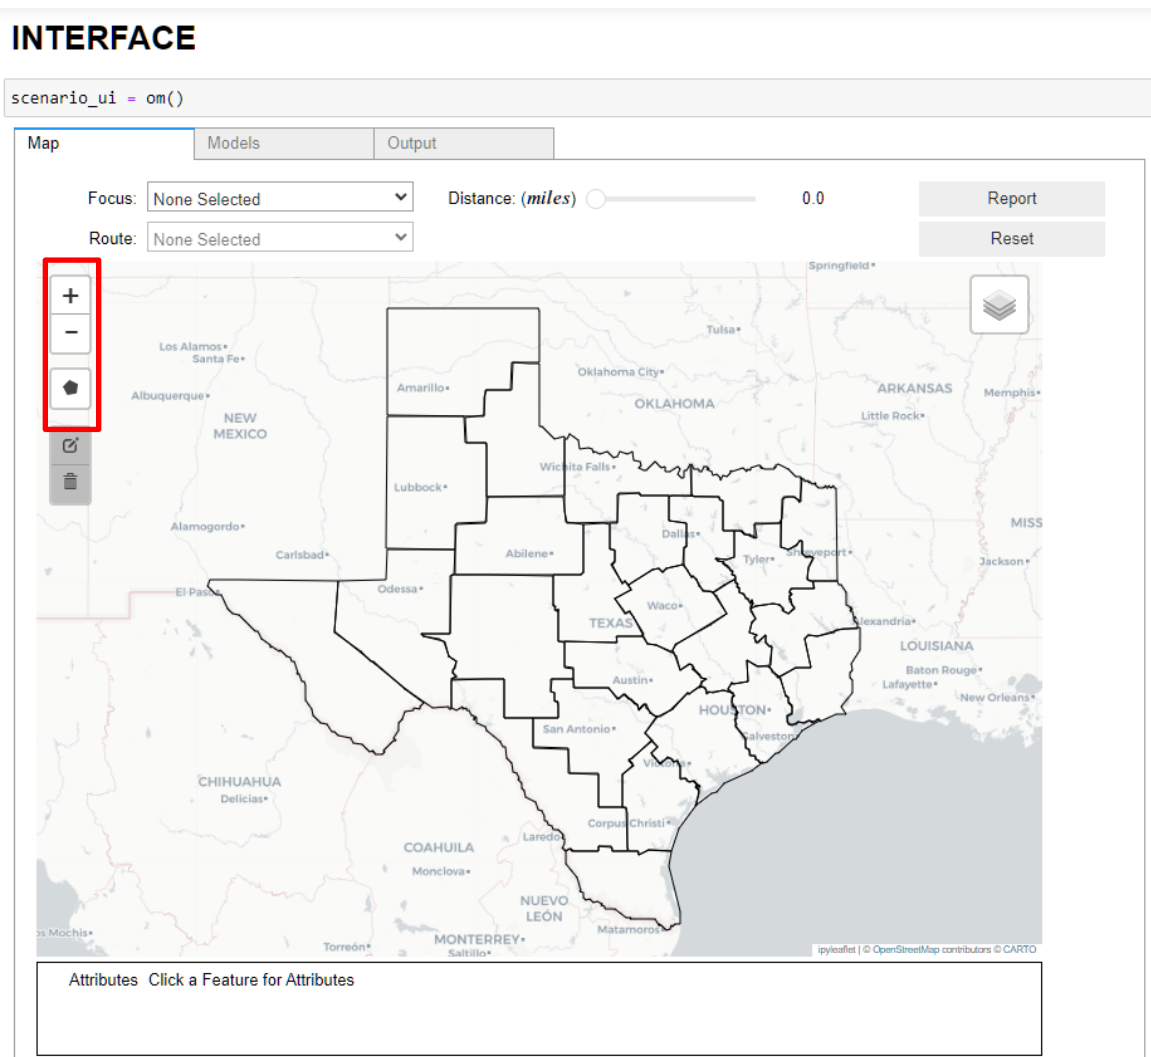 INTERFACE
scenario_ui = om()
Map Models Output
Focus: None Selected Distance: (miles) 0.0 Report
Route: None Selected Reset
+
−
Springfield
Tulsa
Los Alamos
Santa Fe
Oklahoma City
Amarillo
ARKANSAS
Memphis
Albuquerque
OKLAHOMA
Little Rock
NEW
MEXICO
Wichita Falls
Lubbock
Alamogordo
MISS
Dallas
Carlsbad
Abilene
Tyler
Shreveport
Jackson
El Paso
Odessa
Waco
TEXAS
Alexandria
LOUISIANA
Baton Rouge
Austin
Lafayette
New Orleans
HOUSTON
San Antonio
Galveston
Victoria
CHIHUAHUA
Delicias
Corpus Christi
Laredo
COAHUILA
Monclova
NUEVO
LEÓN
os Mochis
Matamoros
Torreón
MONTERREY
Saltillo
ipyleaflet | © OpenStreetMap contributors © CARTO
Attributes Click a Feature for Attributes